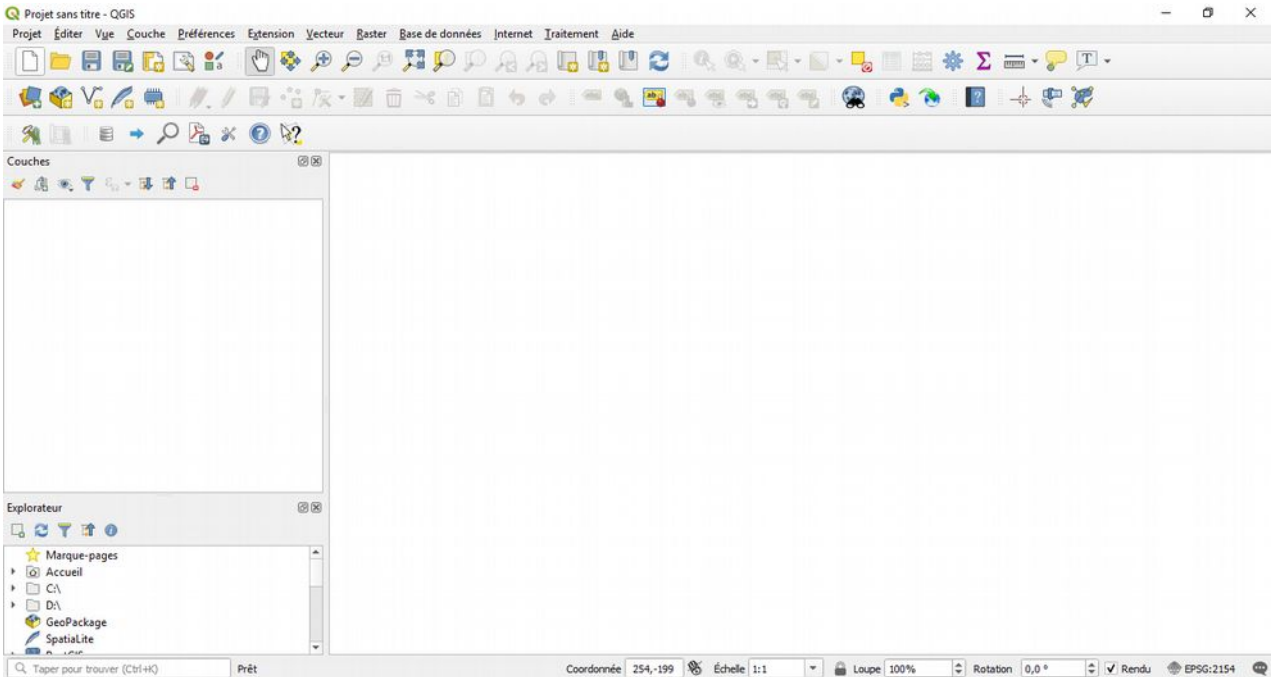 Projet sans titre - QGIS
Projet Éditer Vue Couche Préférences Extension Vecteur Raster Base de données Internet Traitement Aide
Couches
Explorateur
Marque-pages
Accueil
C:\
D:\
GeoPackage
SpatiaLite
Taper pour trouver (Ctrl+K) Prêt Coordonnée 254,-199 Échelle 1:1 Loupe 100% Rotation 0,0 ° Rendu EPSG:2154